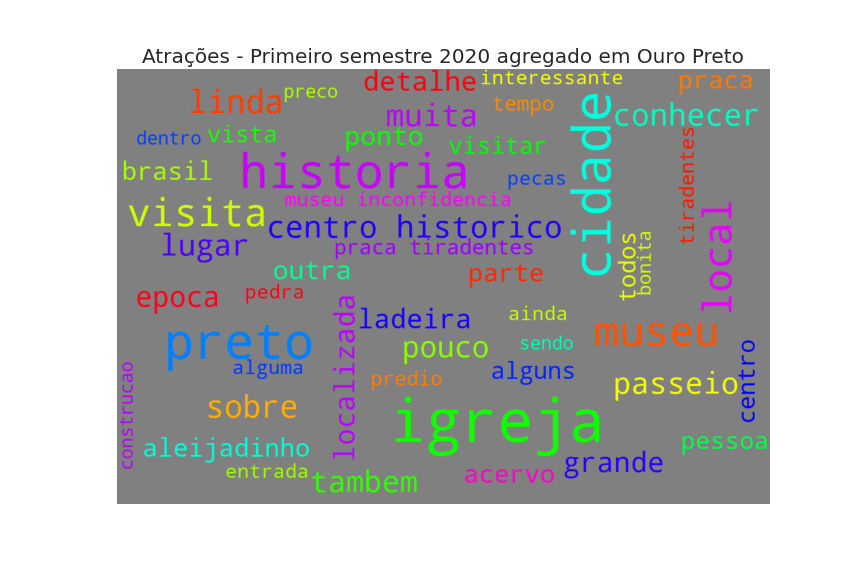 Atrações - Primeiro semestre 2020 agregado em Ouro Preto
detalhe
interessante
praca
linda
preco
muita
tempo
cidade
conhecer
dentro
vista
ponto
visitar
tiradentes
brasil
historia
pecas
museu inconfidencia
visita
centro historico
local
lugar
praca tiradentes
todos
bonita
outra
parte
epoca
pedra
localizada
ladeira
ainda
museu
preto
pouco
sendo
centro
alguma
predio
alguns
passeio
construcao
sobre
igreja
aleijadinho
pessoa
entrada
tambem
acervo
grande